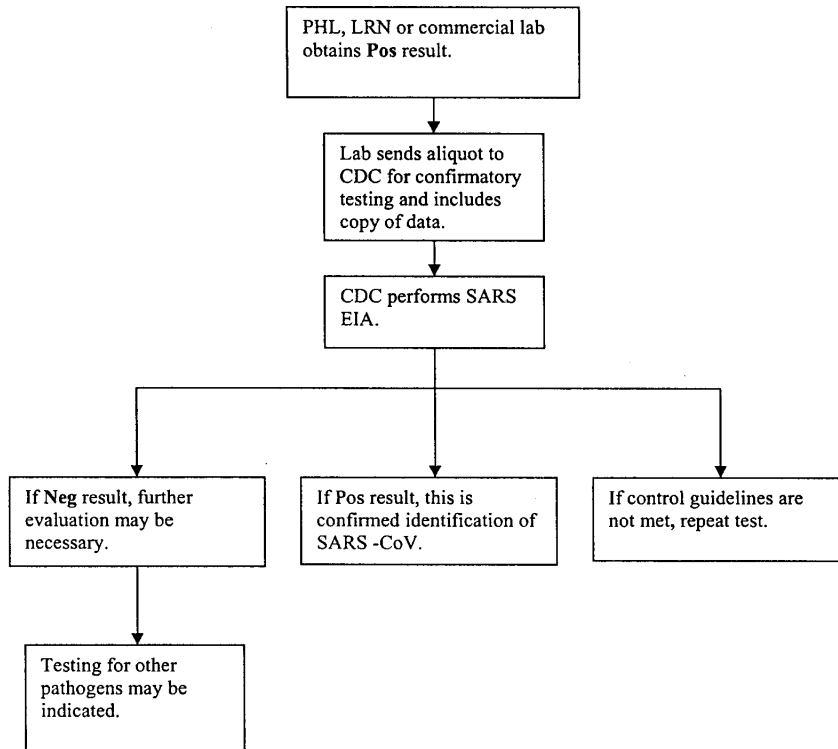 PHL, LRN or commercial lab
obtains Pos result.
Lab sends aliquot to
CDC for confirmatory
testing and includes
copy of data.
CDC performs SARS
EIA.
If Neg result, further
evaluation may be
necessary.
If Pos result, this is
confirmed identification of
SARS -CoV.
If control guidelines are
not met, repeat test.
Testing for other
pathogens may be
indicated.